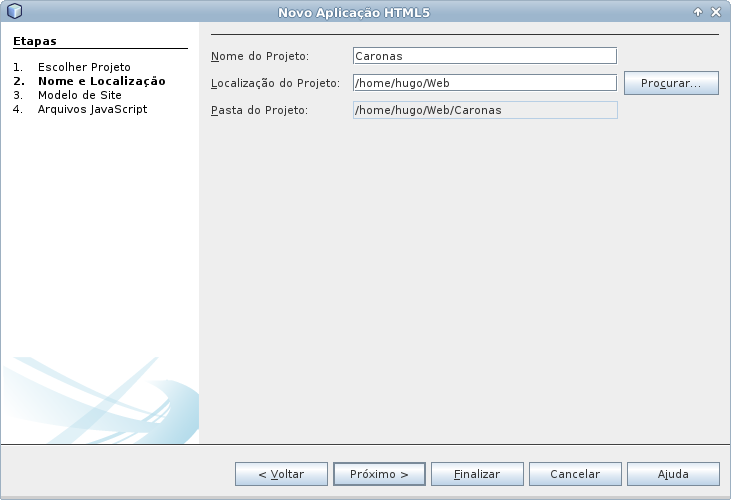 Novo Aplicação HTML5
Etapas
1. Escolher Projeto
2. Nome e Localização
3. Modelo de Site
4. Arquivos JavaScript
Nome do Projeto: Caronas
Localização do Projeto: /home/hugo/Web Procurar...
Pasta do Projeto: /home/hugo/Web/Caronas
< Voltar Próximo > Finalizar Cancelar Ajuda